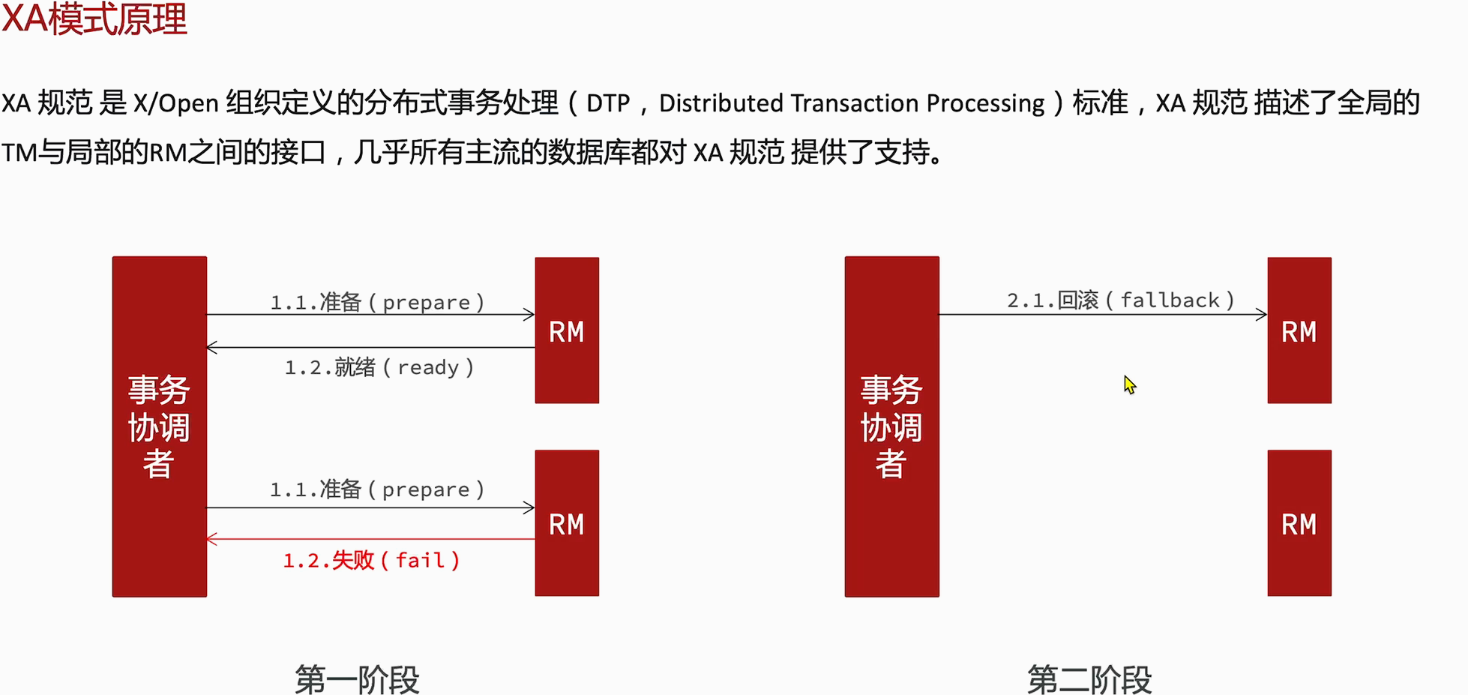 XA模式原理
XA 规范 是 X/Open 组织定义的分布式事务处理（DTP，Distributed Transaction Processing）标准，XA 规范 描述了全局的
TM与局部的RM之间的接口，几乎所有主流的数据库都对 XA 规范 提供了支持。
事务
协调
者
1.1.准备（prepare）
RM
1.2.就绪（ready）
1.1.准备（prepare）
RM
1.2.失败（fail）
第一阶段
事务
协调
者
2.1.回滚（fallback）
RM
RM
第二阶段